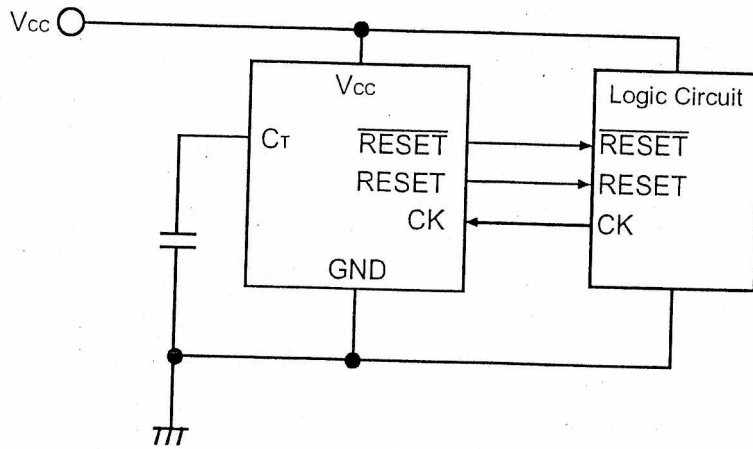 Vcc
Vcc
Logic Circuit
CT
RESET
RESET
RESET
RESET
CK
CK
GND